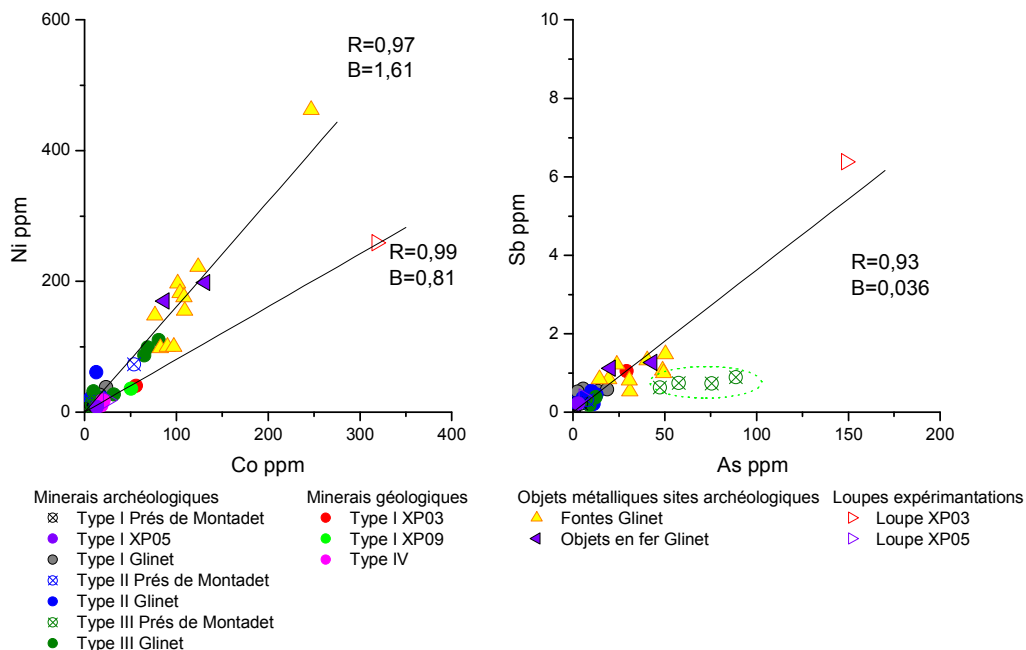 600
400
200
0
Ni ppm
0
100
200
300
400
Co ppm
R=0,97
B=1,61
R=0,99
B=0,81
10
8
6
4
2
0
Sb ppm
0
50
100
150
200
As ppm
R=0,93
B=0,036
Minerais archéologiques
Type I Prés de Montadet
Type I XP05
Type I Glinet
Type II Prés de Montadet
Type II Glinet
Type III Prés de Montadet
Type III Glinet
Minerais géologiques
Type I XP03
Type I XP09
Type IV
Objets métalliques sites archéologiques
Fontes Glinet
Objets en fer Glinet
Loupes expérimantations
Loupe XP03
Loupe XP05